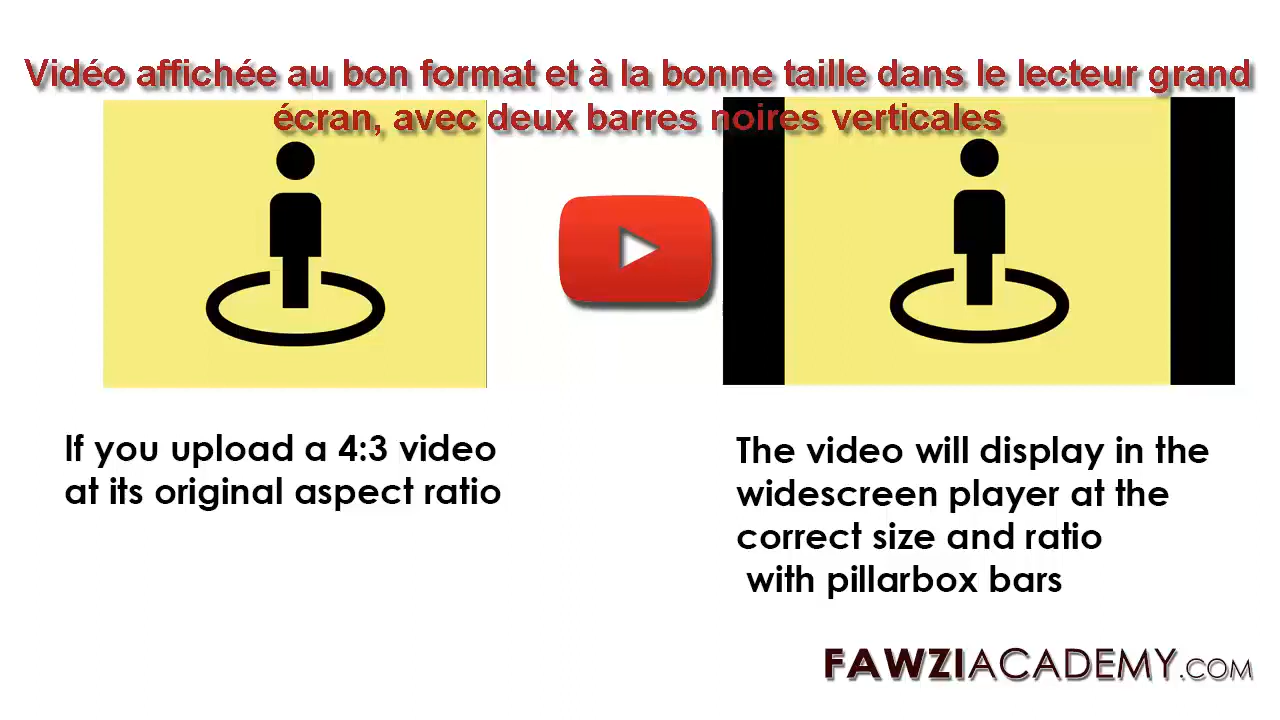 Vidéo affichée au bon format et à la bonne taille dans le lecteur grand
écran, avec deux barres noires verticales
If you upload a 4:3 video
at its original aspect ratio
The video will display in the
widescreen player at the
correct size and ratio
with pillarbox bars
FAWZIACADEMY.COM